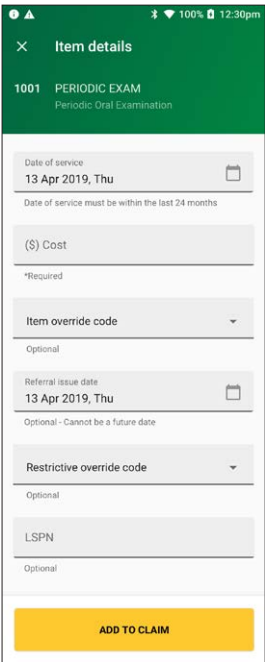 100% 12:30pm
Item details
1001 PERIODIC EXAM
Periodic Oral Examination
Date of service
13 Apr 2019, Thu
Date of service must be within the last 24 months
($) Cost
*Required
Item override code
Optional
Referral issue date
13 Apr 2019, Thu
Optional - Cannot be a future date
Restrictive override code
Optional
LSPN
Optional
ADD TO CLAIM